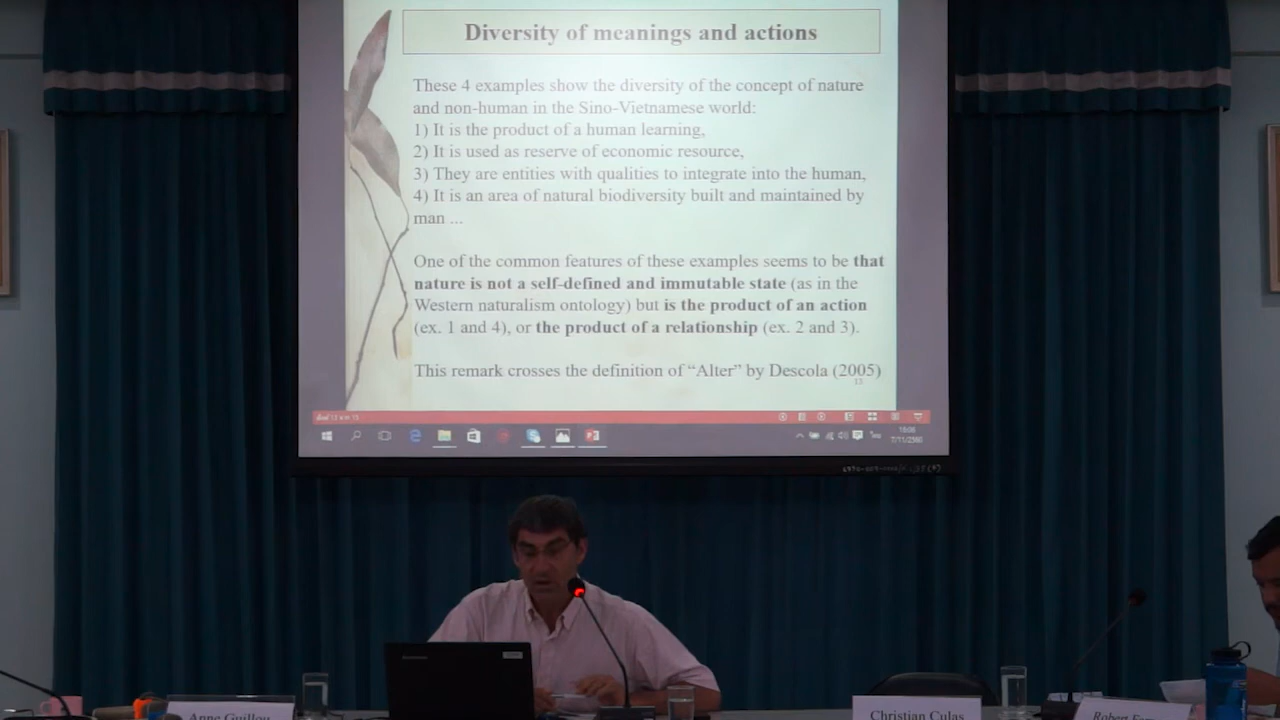 Diversity of meanings and actions
These 4 examples show the diversity of the concept of nature
and non-human in the Sino-Vietnamese world:
1) It is the product of a human learning,
2) It is used as reserve of economic resource,
3) They are entities with qualities to integrate into the human,
4) It is an area of natural biodiversity built and maintained by
man ...
One of the common features of these examples seems to be that
nature is not a self-defined and immutable state (as in the
Western naturalism ontology) but is the product of an action
(ex. 1 and 4), or the product of a relationship (ex. 2 and 3).
This remark crosses the definition of “Alter” by Descola (2005)
13
7/11/2560
Anne Guillou
Christian Culas